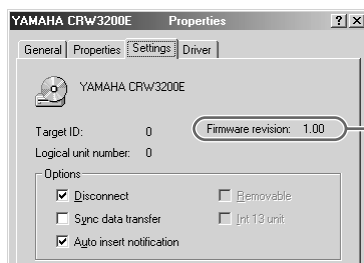 YAMAHA CRW3200E Properties ? ×
General Properties Settings Driver
YAMAHA CRW3200E
Target ID: 0 Firmware revision: 1.00
Logical unit number: 0
Options
Disconnect Removable
Sync data transfer Int 13 unit
Auto insert notification